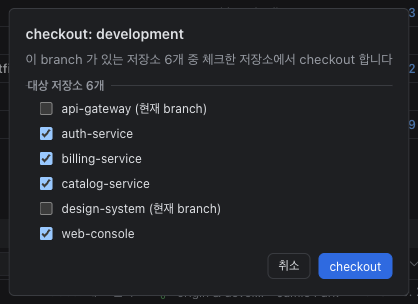 checkout: development
이 branch 가 있는 저장소 6개 중 체크한 저장소에서 checkout 합니다
대상 저장소 6개
api-gateway (현재 branch)
auth-service
billing-service
catalog-service
design-system (현재 branch)
web-console
취소
checkout